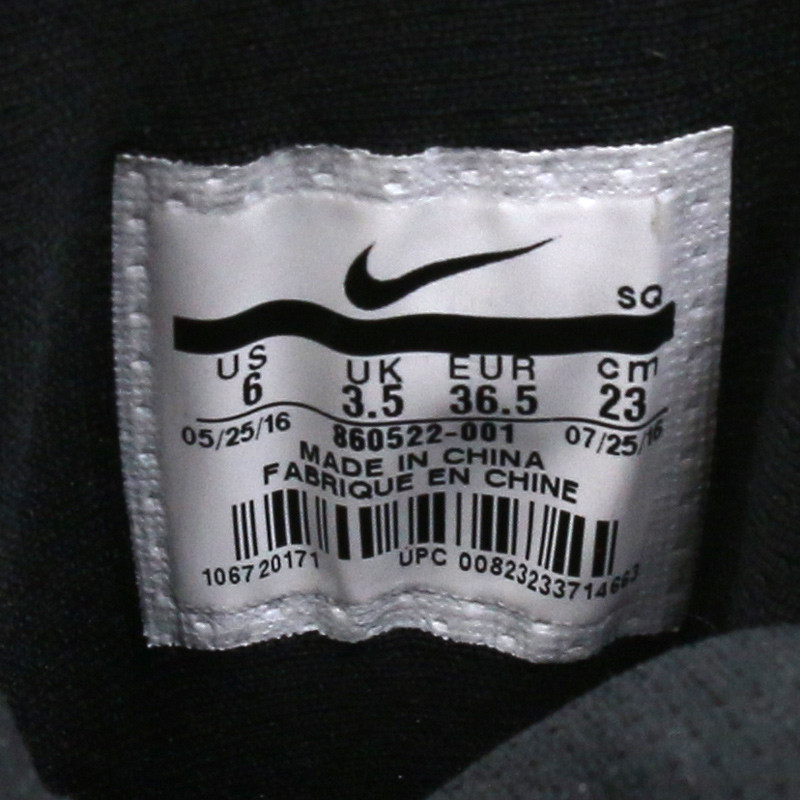 SQ
US UK EUR cm
6 3.5 36.5 23
05/25/16 860522-001 07/25/16
MADE IN CHINA
FABRIQUE EN CHINE
106720171 UPC 00823233714663